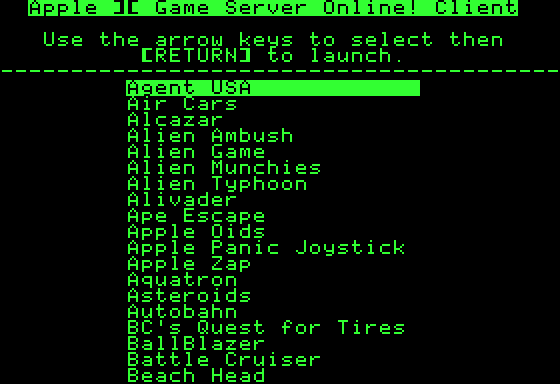 Apple ][ Game Server Online! Client
Use the arrow keys to select then
[RETURN] to launch.
----------------------------------------
Agent USA
Air Cars
Alcazar
Alien Ambush
Alien Game
Alien Munchies
Alien Typhoon
Alivader
Ape Escape
Apple Oids
Apple Panic Joystick
Apple Zap
Aquatron
Asteroids
Autobahn
BC's Quest for Tires
BallBlazer
Battle Cruiser
Beach Head